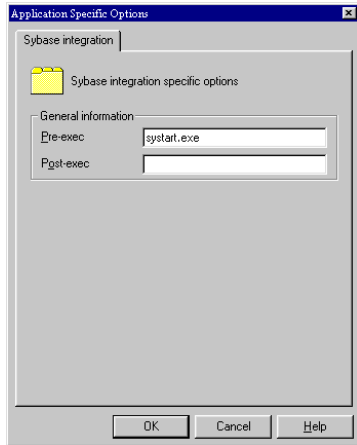 Application Specific Options
Sybase integration
Sybase integration specific options
General information
Pre-exec
systart.exe
Post-exec
OK
Cancel
Help